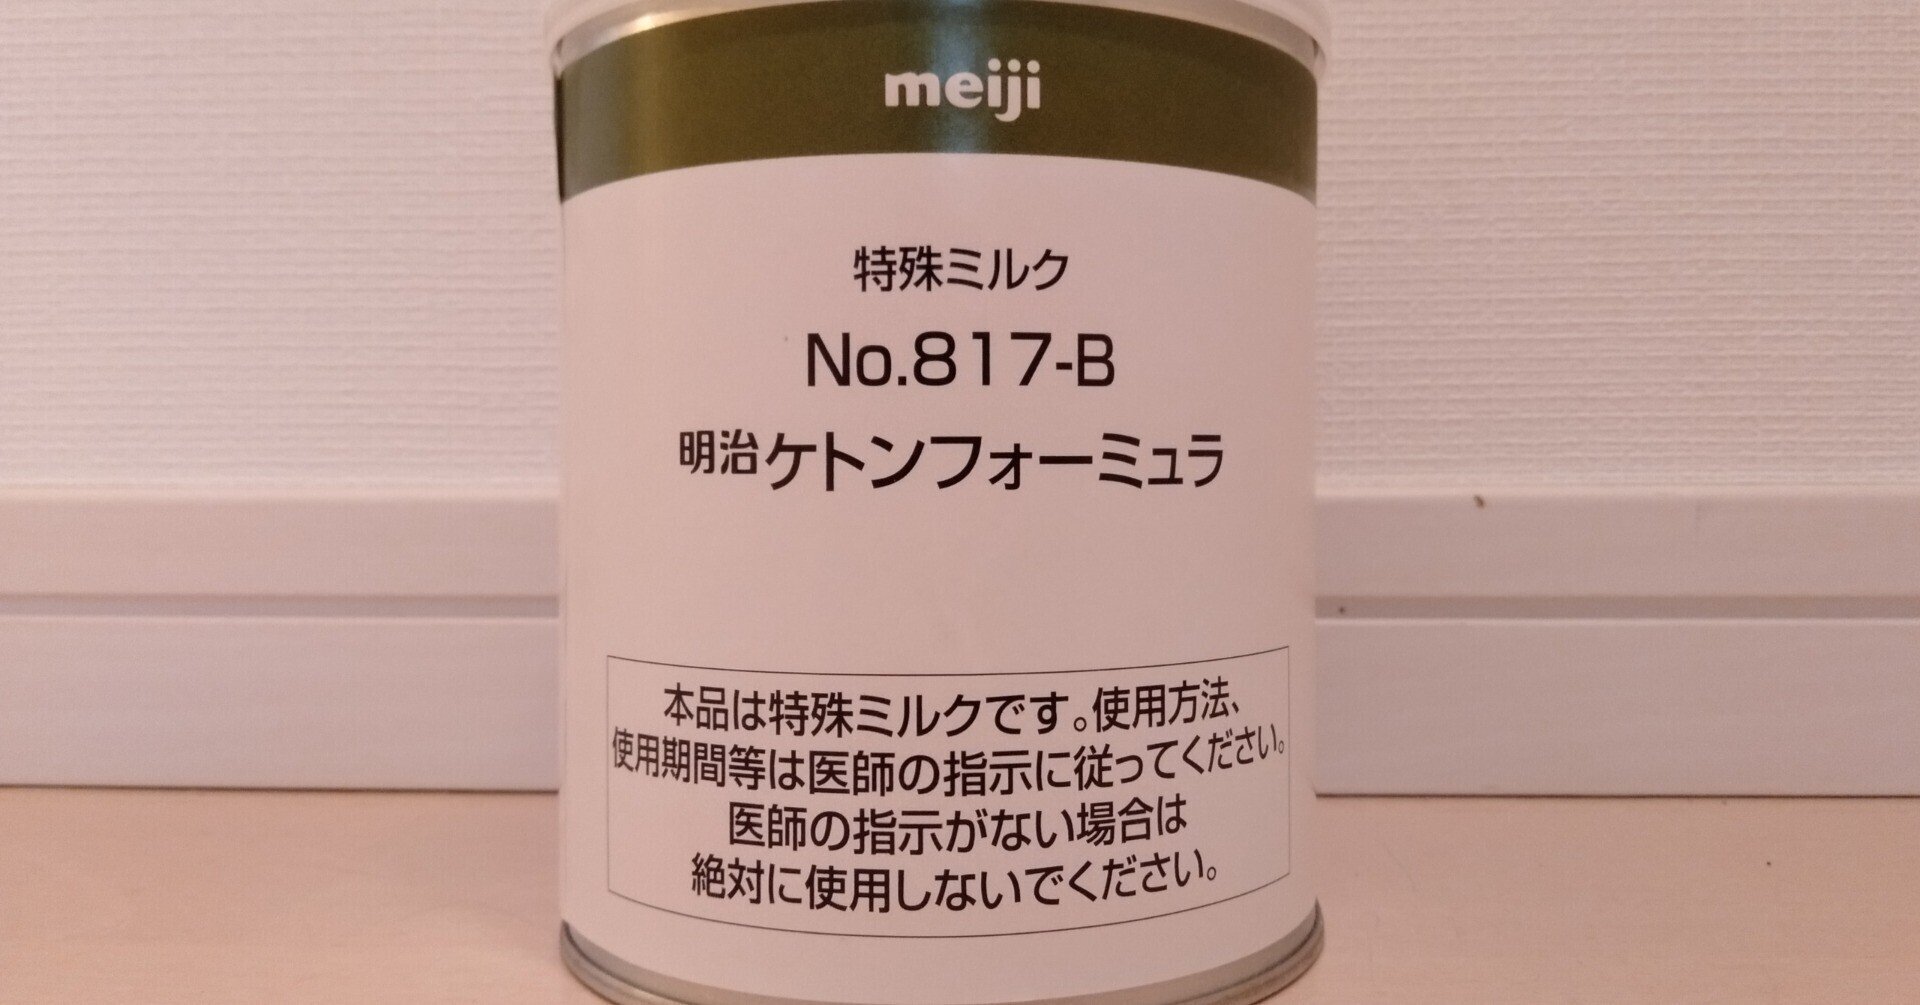 meiji
特殊ミルク
No.817-B
明治ケトンフォーミュラ
本品は特殊ミルクです。使用方法、
使用期間等は医師の指示に従ってください。
医師の指示がない場合は
絶対に使用しないでください。